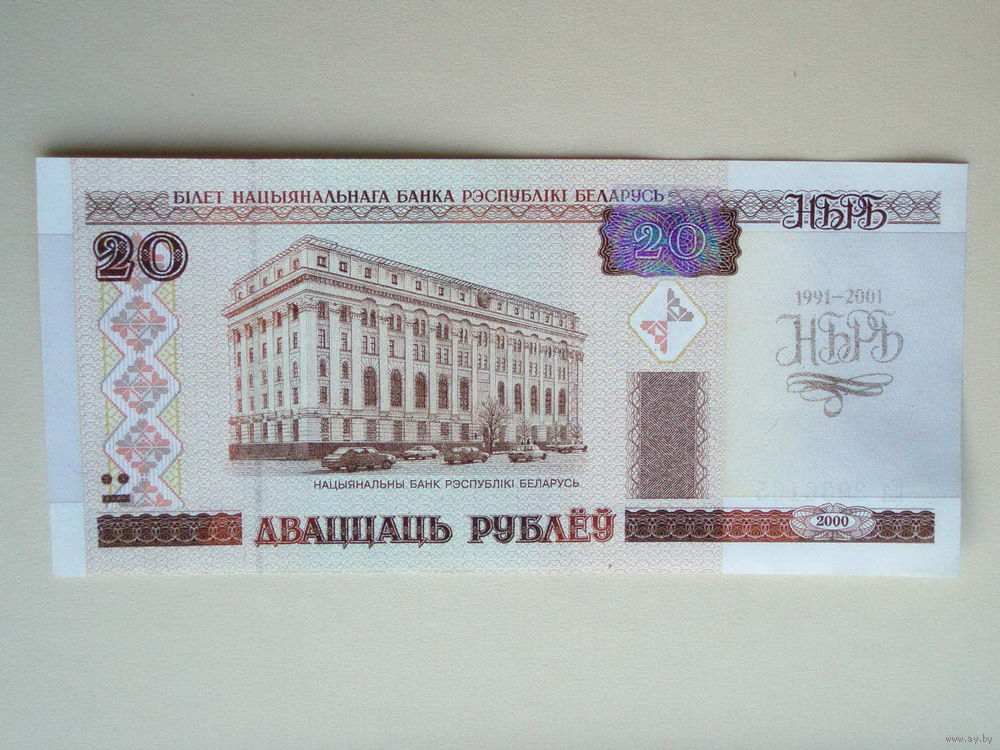 БІЛЕТ НАЦЫЯНАЛЬНАГА БАНКА РЭСПУБЛІКІ БЕЛАРУСЬ
НБРБ
20
20
1991–2001
НБРБ
НАЦЫЯНАЛЬНЫ БАНК РЭСПУБЛІКІ БЕЛАРУСЬ
ДВАЦЦАЦЬ РУБЛЁЎ
2000
www.ay.by